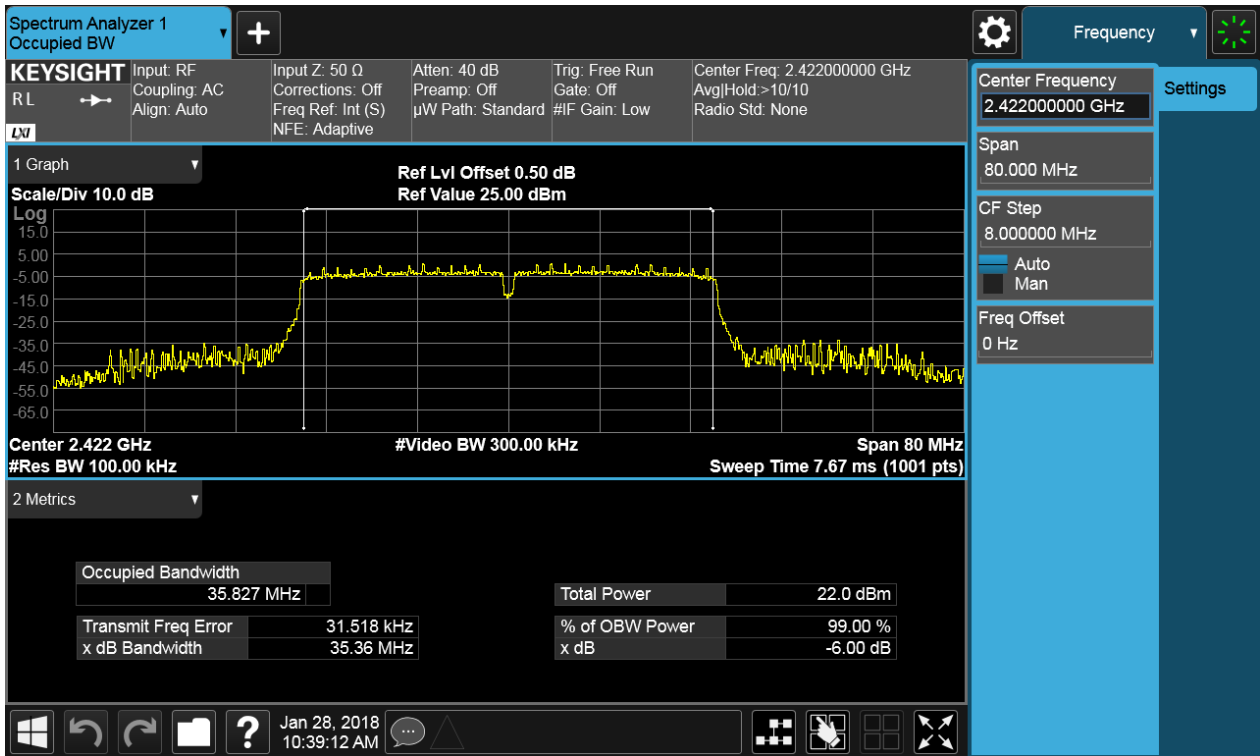 Spectrum Analyzer 1
Occupied BW
+
Frequency
KEYSIGHT
R L
LXI
Input: RF
Coupling: AC
Align: Auto
Input Z: 50 Ω
Corrections: Off
Freq Ref: Int (S)
NFE: Adaptive
Atten: 40 dB
Preamp: Off
µW Path: Standard
Trig: Free Run
Gate: Off
#IF Gain: Low
Center Freq: 2.422000000 GHz
Avg|Hold:>10/10
Radio Std: None
Center Frequency
2.422000000 GHz
Settings
Span
80.000 MHz
CF Step
8.000000 MHz
Auto
Man
Freq Offset
0 Hz
1 Graph
Scale/Div 10.0 dB
Ref Lvl Offset 0.50 dB
Ref Value 25.00 dBm
Log
15.0
5.00
-5.00
-15.0
-25.0
-35.0
-45.0
-55.0
-65.0
Center 2.422 GHz
#Video BW 300.00 kHz
Span 80 MHz
#Res BW 100.00 kHz
Sweep Time 7.67 ms (1001 pts)
2 Metrics
Occupied Bandwidth
35.827 MHz
Total Power 22.0 dBm
Transmit Freq Error 31.518 kHz
% of OBW Power 99.00 %
x dB Bandwidth 35.36 MHz
x dB -6.00 dB
?
Jan 28, 2018
10:39:12 AM